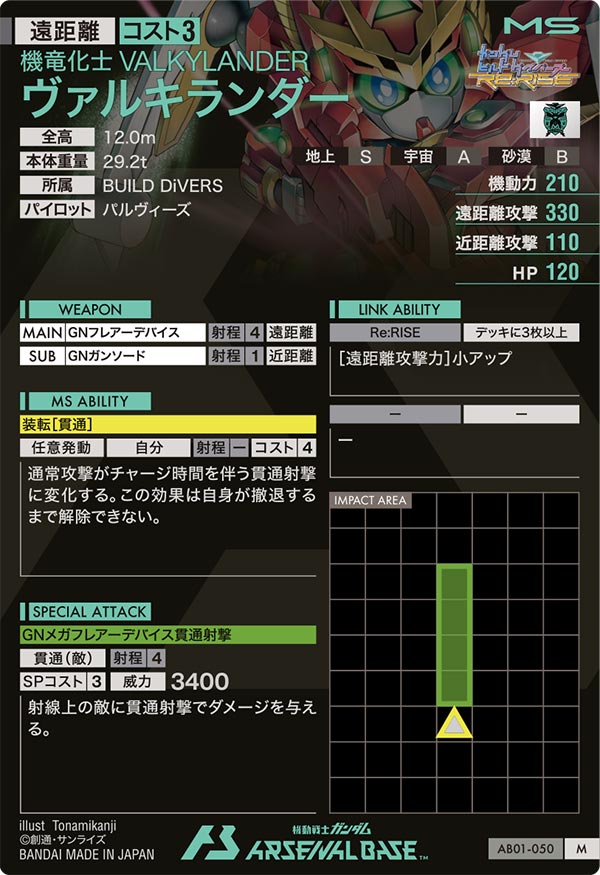 遠距離 コスト3 MS
機竜化士 VALKYLANDER
ヴァルキランダー
Re:RISE
全高 12.0m
本体重量 29.2t
所属 BUILD DiVERS
パイロット パルヴィーズ
地上 S 宇宙 A 砂漠 B
機動力 210
遠距離攻撃 330
近距離攻撃 110
HP 120
WEAPON
MAIN GNフレアーデバイス 射程 4 遠距離
SUB GNガンソード 射程 1 近距離
MS ABILITY
装転[貫通]
任意発動 自分 射程 － コスト 4
通常攻撃がチャージ時間を伴う貫通射撃
に変化する。この効果は自身が撤退する
まで解除できない。
SPECIAL ATTACK
GNメガフレアーデバイス貫通射撃
貫通(敵) 射程 4
SPコスト 3 威力 3400
射線上の敵に貫通射撃でダメージを与え
る。
LINK ABILITY
Re:RISE デッキに3枚以上
[遠距離攻撃力]小アップ
－ －
－
IMPACT AREA
illust Tonamikanji
©創通・サンライズ
BANDAI MADE IN JAPAN
機動戦士ガンダム
ARSENAL BASE™
AB01-050 M